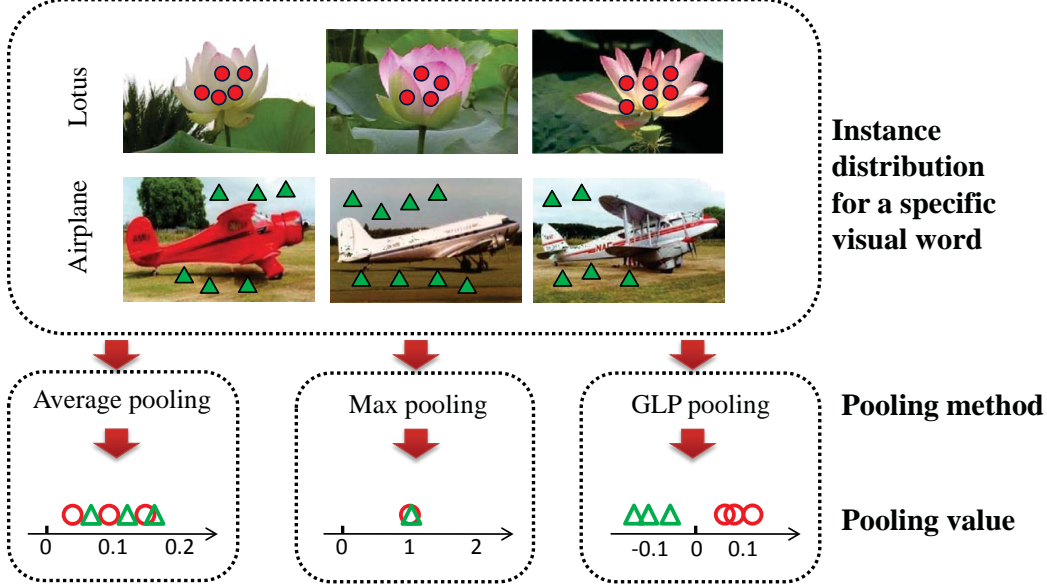 Lotus
Airplane
Instance
distribution
for a specific
visual word
Average pooling
Max pooling
GLP pooling
Pooling method
0 0.1 0.2
0 1 2
-0.1 0 0.1
Pooling value